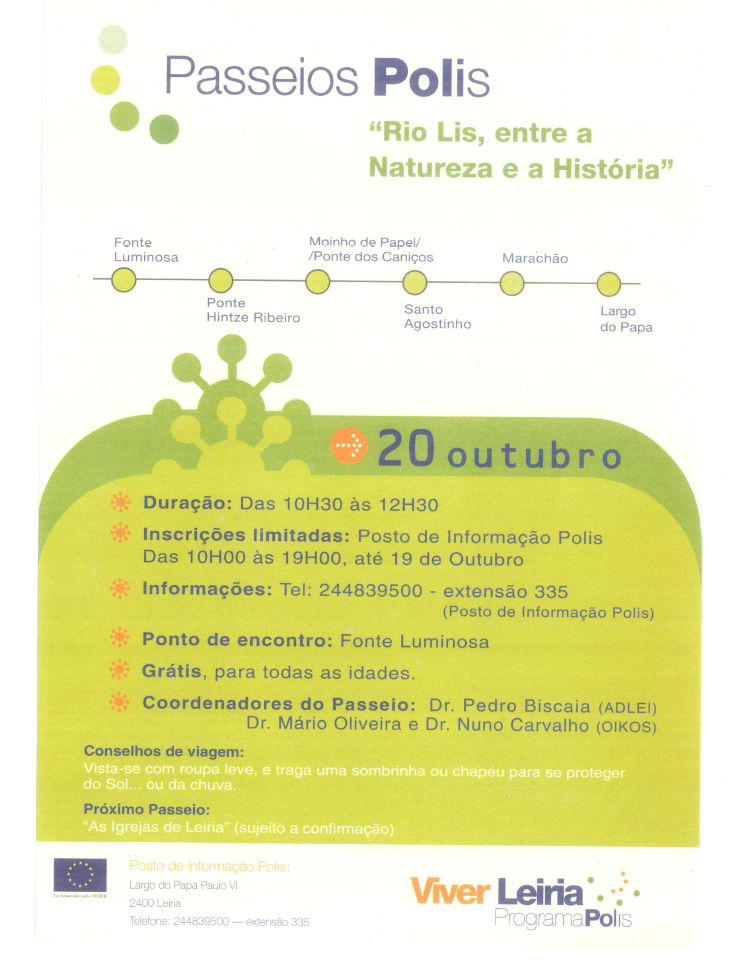 Passeios Polis
“Rio Lis, entre a
Natureza e a História”
Fonte
Luminosa
Ponte
Hintze Ribeiro
Moinho de Papel/
/Ponte dos Caniços
Santo
Agostinho
Marachão
Largo
do Papa
20 outubro
Duração: Das 10H30 às 12H30
Inscrições limitadas: Posto de Informação Polis
Das 10H00 às 19H00, até 19 de Outubro
Informações: Tel: 244839500 - extensão 335
(Posto de Informação Polis)
Ponto de encontro: Fonte Luminosa
Grátis, para todas as idades.
Coordenadores do Passeio: Dr. Pedro Biscaia (ADLEI)
Dr. Mário Oliveira e Dr. Nuno Carvalho (OIKOS)
Conselhos de viagem:
Vista-se com roupa leve, e traga uma sombrinha ou chapéu para se proteger
do Sol... ou da chuva.
Próximo Passeio:
“As Igrejas de Leiria” (sujeito a confirmação)
Co-financiado pelo FEDER
Posto de Informação Polis:
Largo do Papa Paulo VI
2400 Leiria
Telefone: 244839500 — extensão 335
Viver Leiria
Programa Polis